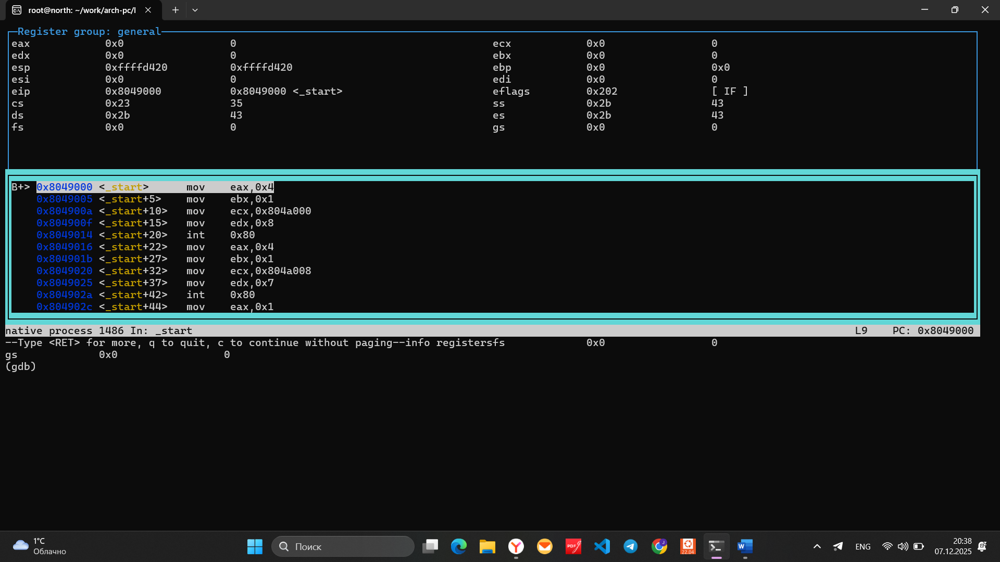 root@north: ~/work/arch-pc/l
Register group: general
eax 0x0 0 ecx 0x0 0
edx 0x0 0 ebx 0x0 0
esp 0xffffd420 0xffffd420 ebp 0x0 0x0
esi 0x0 0 edi 0x0 0
eip 0x8049000 0x8049000 <_start> eflags 0x202 [ IF ]
cs 0x23 35 ss 0x2b 43
ds 0x2b 43 es 0x2b 43
fs 0x0 0 gs 0x0 0
B+> 0x8049000 <_start> mov eax,0x4
0x8049005 <_start+5> mov ebx,0x1
0x804900a <_start+10> mov ecx,0x804a000
0x804900f <_start+15> mov edx,0x8
0x8049014 <_start+20> int 0x80
0x8049016 <_start+22> mov eax,0x4
0x804901b <_start+27> mov ebx,0x1
0x8049020 <_start+32> mov ecx,0x804a008
0x8049025 <_start+37> mov edx,0x7
0x804902a <_start+42> int 0x80
0x804902c <_start+44> mov eax,0x1
native process 1486 In: _start L9 PC: 0x8049000
--Type <RET> for more, q to quit, c to continue without paging--info registersfs 0x0 0
gs 0x0 0
(gdb)
1°C
Облачно
Поиск
PDF
22.04
ENG
20:38
07.12.2025